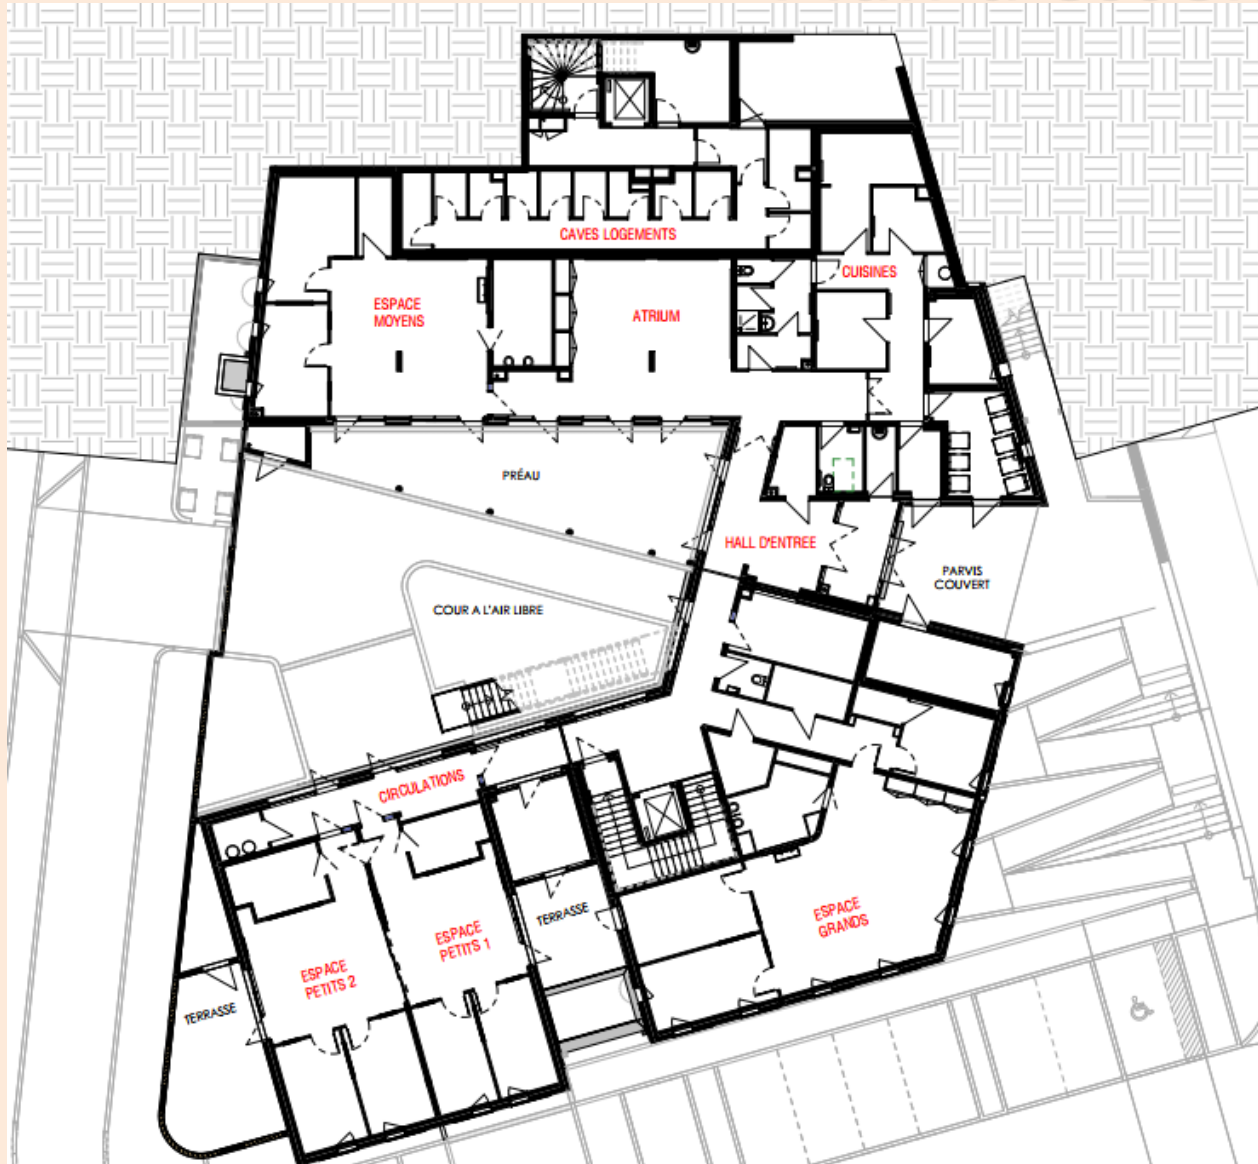 CAVES LOGEMENTS
CUISINES
ESPACE
MOYENS
ATRIUM
PRÉAU
HALL D'ENTREE
PARVIS
COUVERT
COUR A L'AIR LIBRE
CIRCULATIONS
ESPACE
PETITS 1
TERRASSE
ESPACE
GRANDS
ESPACE
PETITS 2
TERRASSE